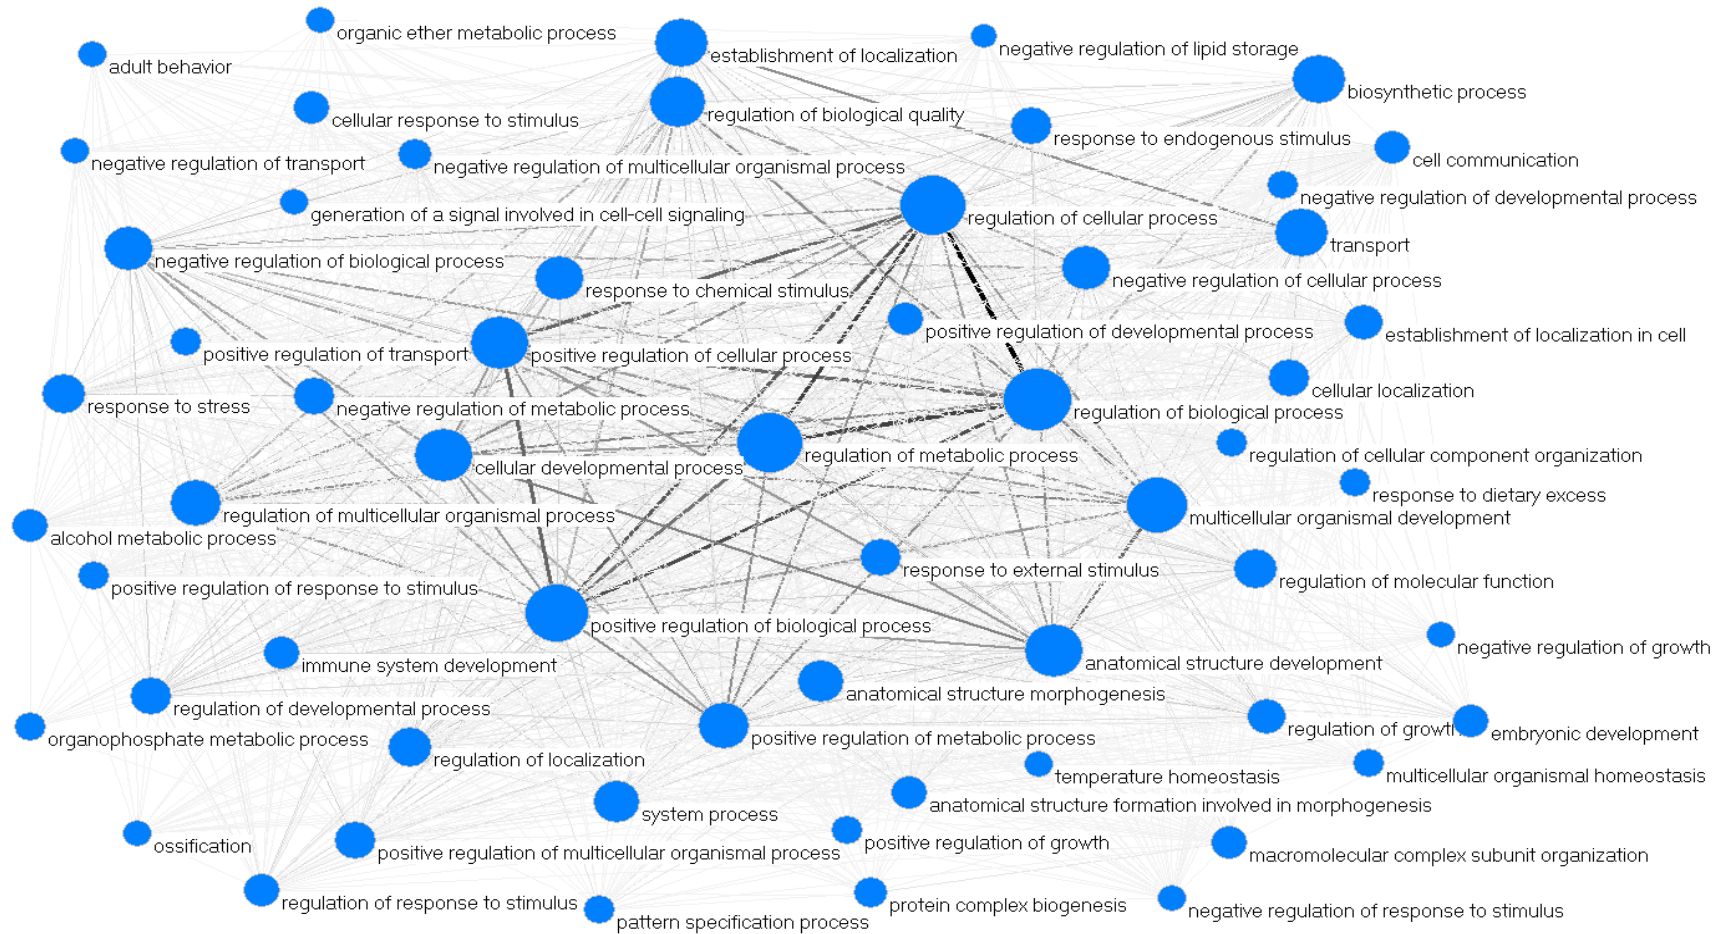 organic ether metabolic process
negative regulation of lipid storage
establishment of localization
adult behavior
biosynthetic process
regulation of biological quality
cellular response to stimulus
response to endogenous stimulus
cell communication
negative regulation of transport
negative regulation of multicellular organismal process
negative regulation of developmental process
generation of a signal involved in cell-cell signaling
regulation of cellular process
transport
negative regulation of biological process
negative regulation of cellular process
response to chemical stimulus
positive regulation of developmental process
establishment of localization in cell
positive regulation of transport
positive regulation of cellular process
cellular localization
response to stress
negative regulation of metabolic process
regulation of biological process
regulation of metabolic process
regulation of cellular component organization
cellular developmental process
response to dietary excess
regulation of multicellular organismal process
multicellular organismal development
alcohol metabolic process
response to external stimulus
regulation of molecular function
positive regulation of response to stimulus
positive regulation of biological process
negative regulation of growth
immune system development
anatomical structure development
anatomical structure morphogenesis
regulation of developmental process
regulation of growth
embryonic development
organophosphate metabolic process
positive regulation of metabolic process
regulation of localization
temperature homeostasis
multicellular organismal homeostasis
anatomical structure formation involved in morphogenesis
system process
positive regulation of growth
ossification
positive regulation of multicellular organismal process
macromolecular complex subunit organization
regulation of response to stimulus
protein complex biogenesis
negative regulation of response to stimulus
pattern specification process